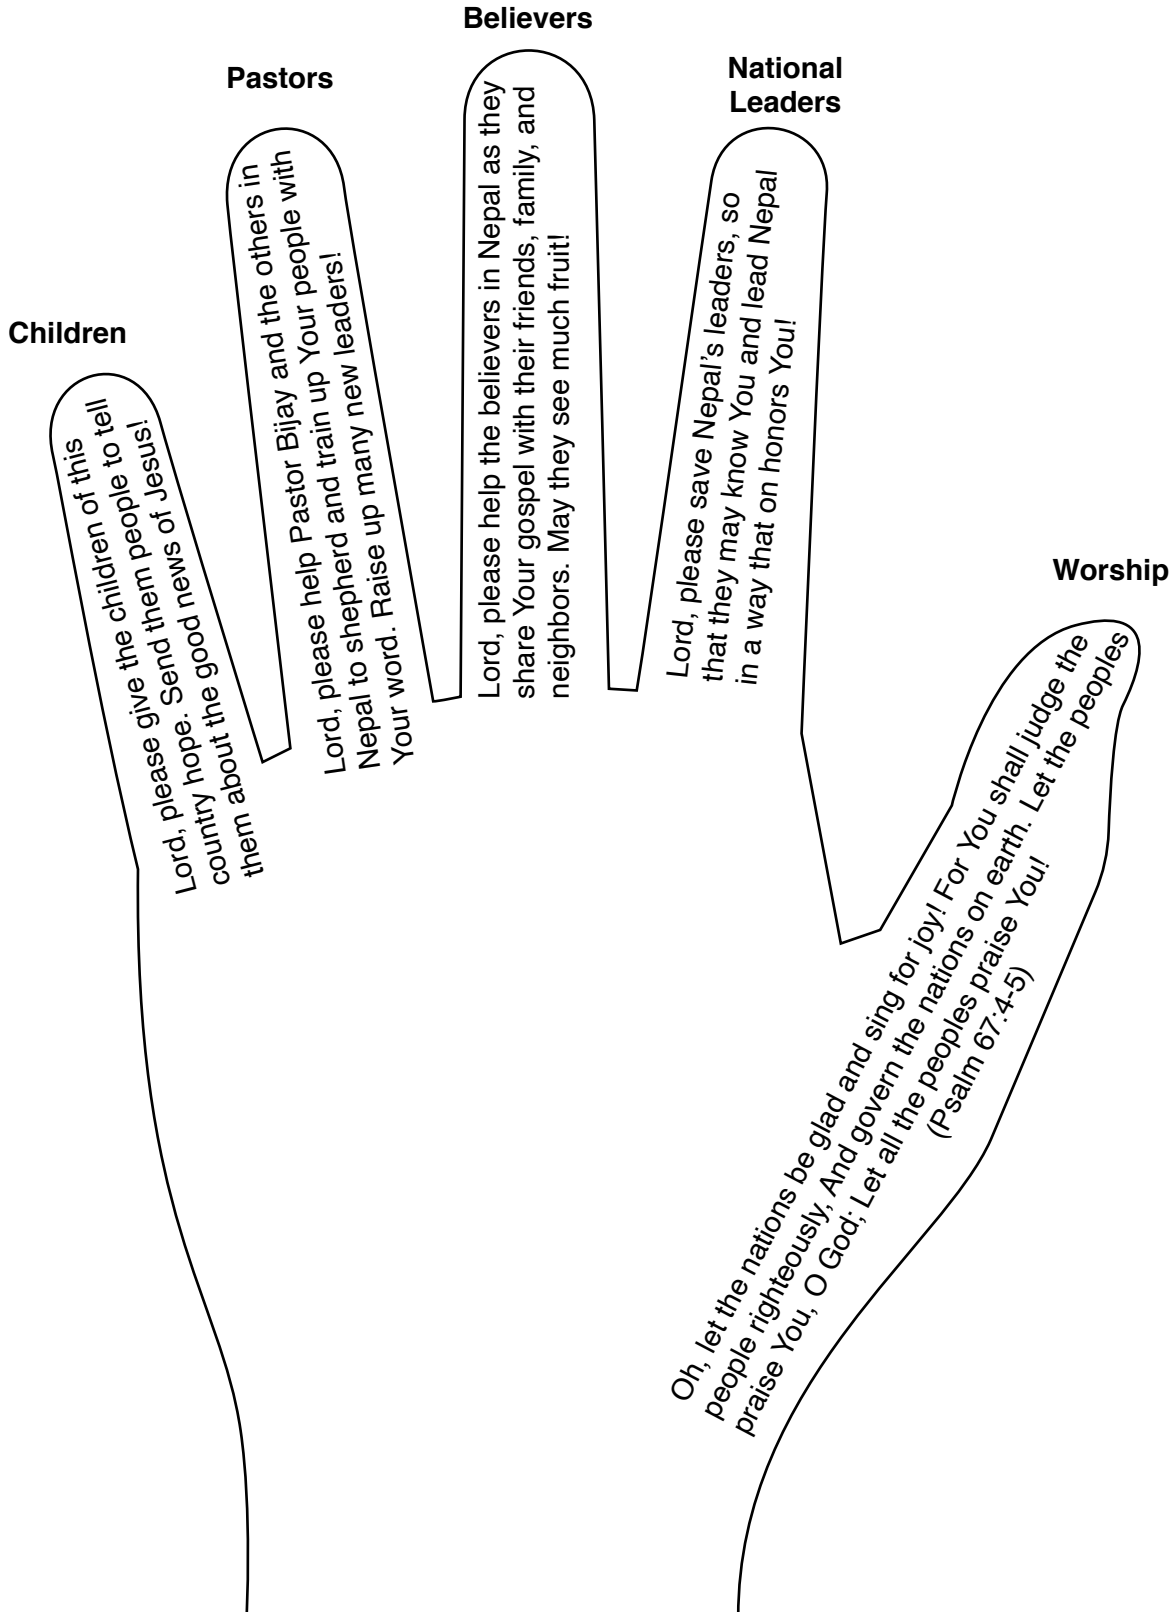 Children
Lord, please give the children of this
country hope. Send them people to tell
them about the good news of Jesus!
Pastors
Lord, please help Pastor Bijay and the others in
Nepal to shepherd and train up Your people with
Your word. Raise up many new leaders!
Believers
Lord, please help the believers in Nepal as they
share Your gospel with their friends, family, and
neighbors. May they see much fruit!
National
Leaders
Lord, please save Nepal's leaders, so
that they may know You and lead Nepal
in a way that on honors You!
Worship
Oh, let the nations be glad and sing for joy! For You shall judge the
people righteously, And govern the nations on earth. Let the peoples
praise You, O God; Let all the peoples praise You!
(Psalm 67:4-5)